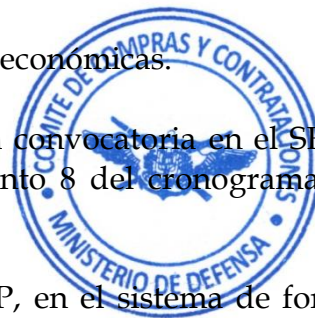 económicas.
convocatoria en el
nto 8 del cronograma
P, en el sistema de for
COMITE DE COMPRAS Y CONTRATACIONES
MINISTERIO DE DEFENSA